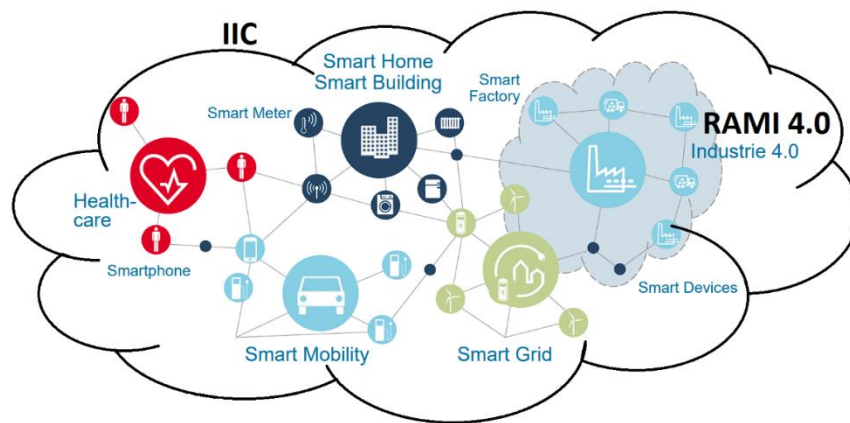 IIC
Smart Home
Smart Building
Smart
Factory
Smart Meter
RAMI 4.0
Industrie 4.0
Health-
care
Smartphone
Smart Devices
Smart Mobility
Smart Grid